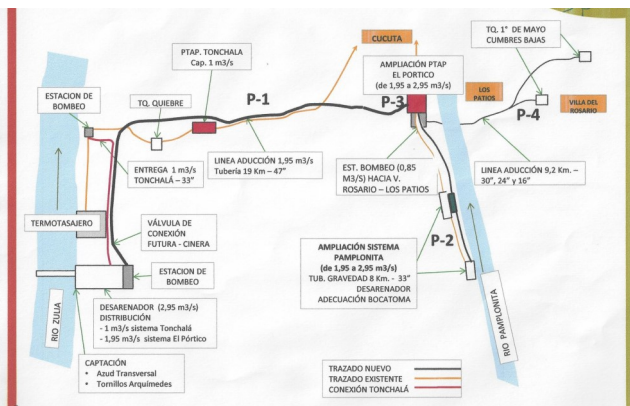 CUCUTA
TQ. 1° DE MAYO
CUMBRES BAJAS
PTAP. TONCHALA
Cap. 1 m3/s
AMPLIACIÓN PTAP
EL PORTICO
(de 1,95 a 2,95 m3/s)
ESTACION DE
BOMBEO
TQ. QUIEBRE
P-1
P-3
LOS
PATIOS
VILLA DEL
ROSARIO
P-4
ENTREGA 1 m3/s
TONCHALÁ – 33”
LINEA ADUCCIÓN 1,95 m3/s
Tubería 19 Km – 47”
EST. BOMBEO (0,85
M3/S) HACIA V.
ROSARIO – LOS PATIOS
LINEA ADUCCIÓN 9,2 Km. –
30”, 24” y 16”
TERMOTASAJERO
VÁLVULA DE
CONEXIÓN
FUTURA - CINERA
P-2
AMPLIACIÓN SISTEMA
PAMPLONITA
(de 1,95 a 2,95 m3/s)
TUB. GRAVEDAD 8 Km. - 33”
DESARENADOR
ADECUACIÓN BOCATOMA
ESTACION DE
BOMBEO
RIO ZULIA
DESARENADOR (2,95 m3/s)
DISTRIBUCIÓN
- 1 m3/s sistema Tonchalá
- 1,95 m3/s sistema El Pórtico
RIO PAMPLONITA
CAPTACIÓN
• Azud Transversal
• Tornillos Arquímedes
TRAZADO NUEVO
TRAZADO EXISTENTE
CONEXIÓN TONCHALÁ